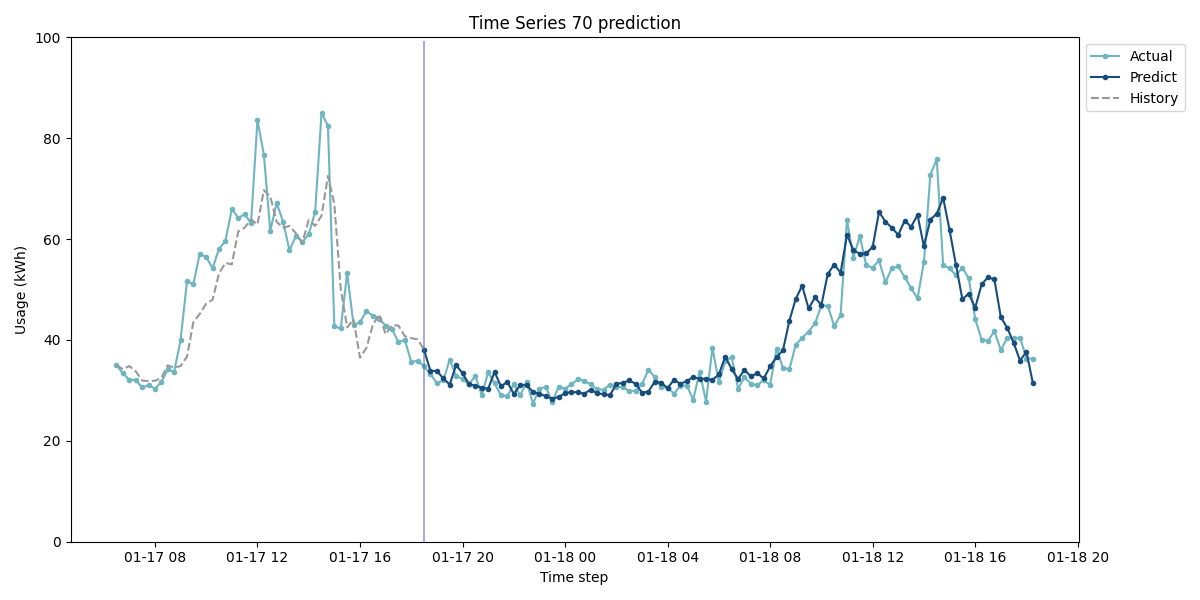 Time Series 70 prediction
Usage (kWh)
100
80
60
40
20
0
01-17 08
01-17 12
01-17 16
01-17 20
01-18 00
01-18 04
01-18 08
01-18 12
01-18 16
01-18 20
Time step
Actual
Predict
History